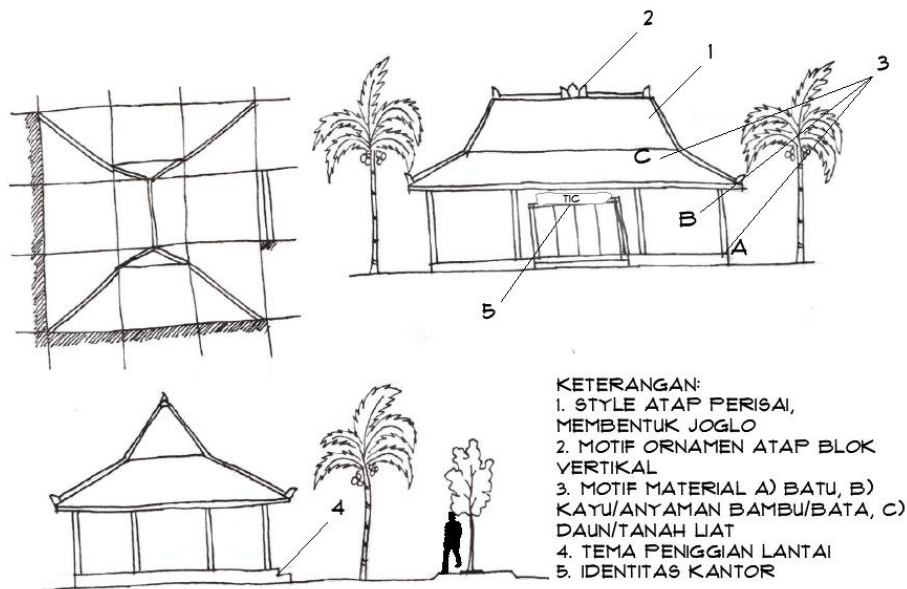 2
1
3
C
B
TIC
A
5
4
KETERANGAN:
1. STYLE ATAP PERISAI,
MEMBENTUK JOGLO
2. MOTIF ORNAMEN ATAP BLOK
VERTIKAL
3. MOTIF MATERIAL A) BATU, B)
KAYU/ANYAMAN BAMBU/BATA, C)
DAUN/TANAH LIAT
4. TEMA PENIGGIAN LANTAI
5. IDENTITAS KANTOR